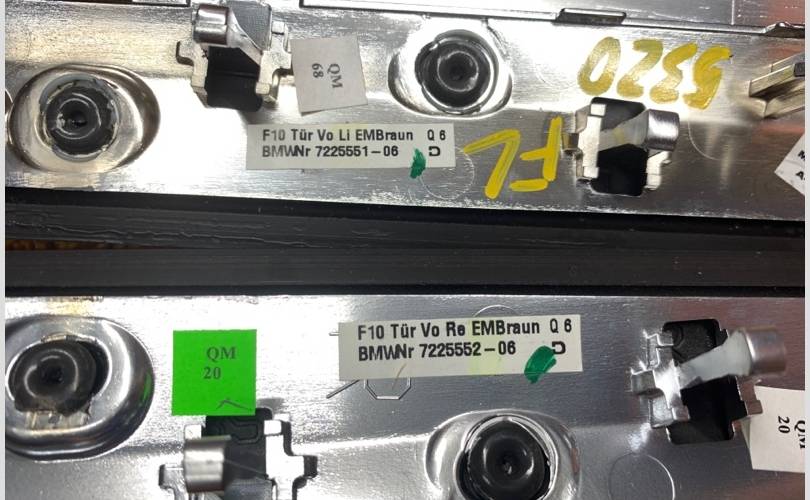 5320
QM
68
F10 Tür Vo Li EMBraun Q 6
BMWNr 7225551-06 D
FL
F10 Tür Vo Re EMBraun Q 6
BMWNr 7225552-06 D
QM
20
QM
20